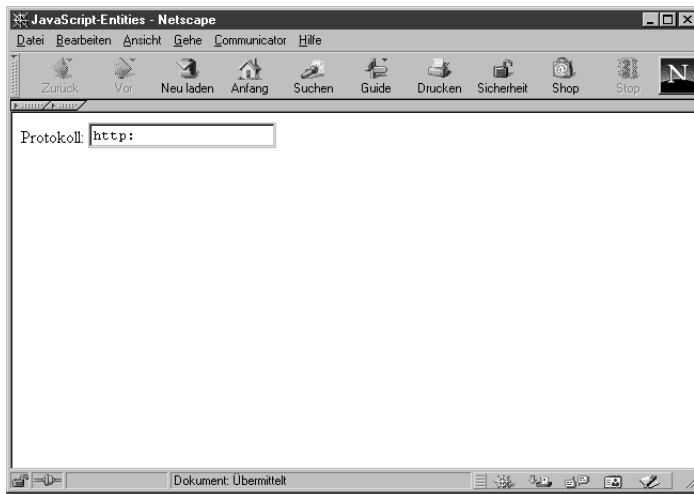 JavaScript-Entities - Netscape
Datei Bearbeiten Ansicht Gehe Communicator Hilfe
Zurück Vor Neu laden Anfang Suchen Guide Drucken Sicherheit Shop Stop
N
Protokoll: http:
Dokument: Übermittelt